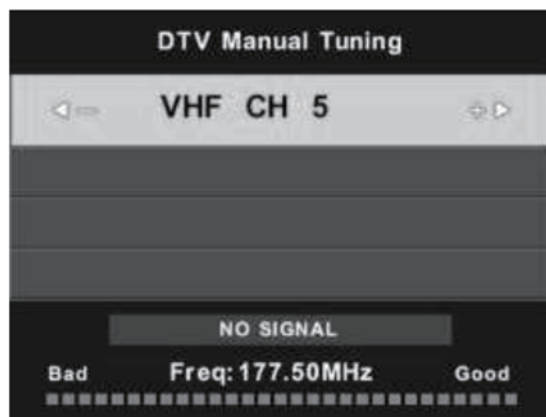 DTV Manual Tuning
VHF CH 5
NO SIGNAL
Bad Freq:177.50MHz Good